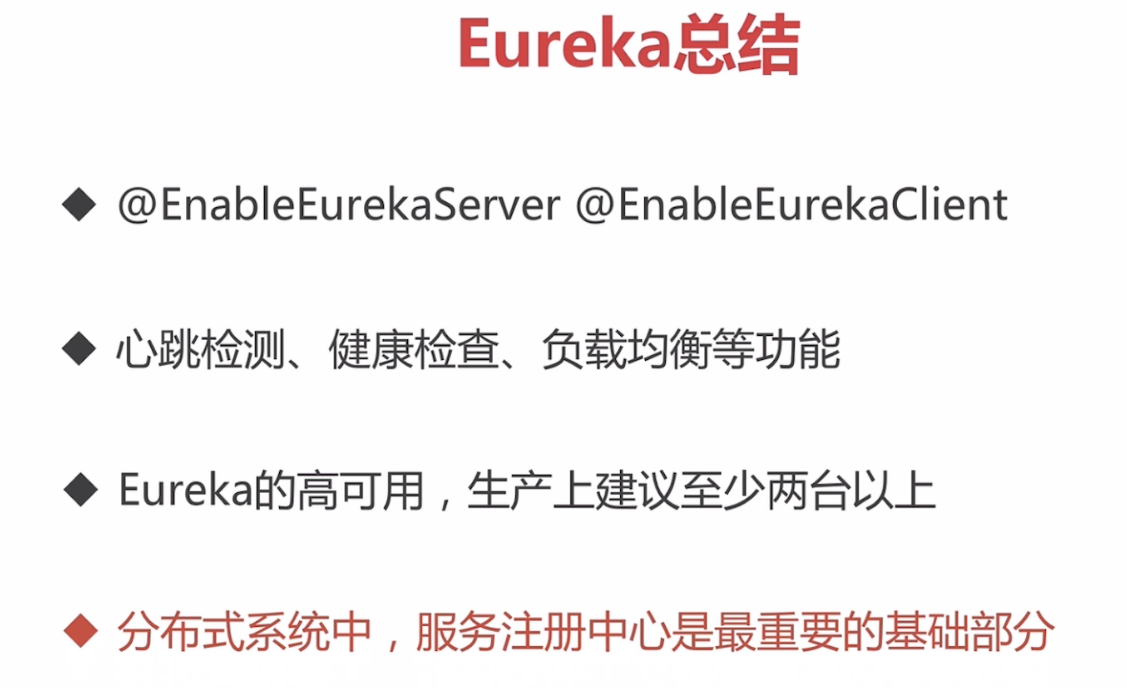 Eureka总结
@EnableEurekaServer @EnableEurekaClient
心跳检测、健康检查、负载均衡等功能
Eureka的高可用，生产上建议至少两台以上
分布式系统中，服务注册中心是最重要的基础部分